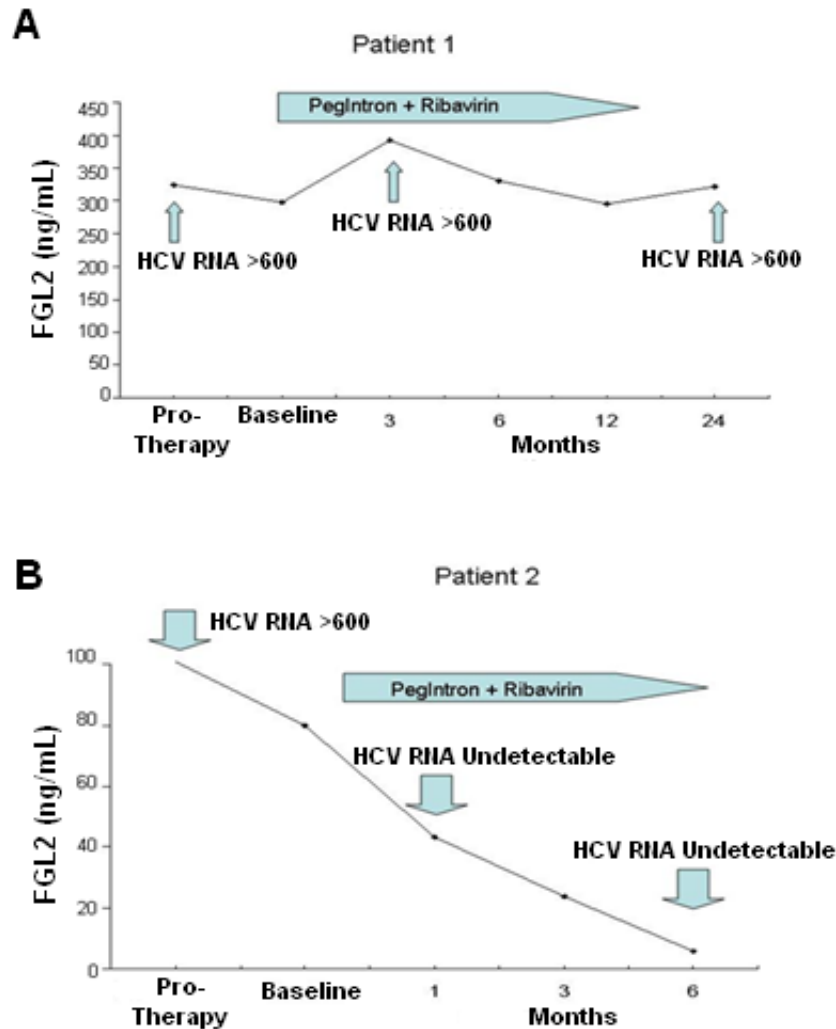 A
Patient 1
PegIntron + Ribavirin
450
400
350
300
250
200
150
100
50
0
FGL2 (ng/mL)
HCV RNA >600
HCV RNA >600
HCV RNA >600
Pro-
Therapy
Baseline
3
6
12
24
Months
B
Patient 2
HCV RNA >600
PegIntron + Ribavirin
100
80
60
40
20
0
FGL2 (ng/mL)
HCV RNA Undetectable
HCV RNA Undetectable
Pro-
Therapy
Baseline
1
3
6
Months